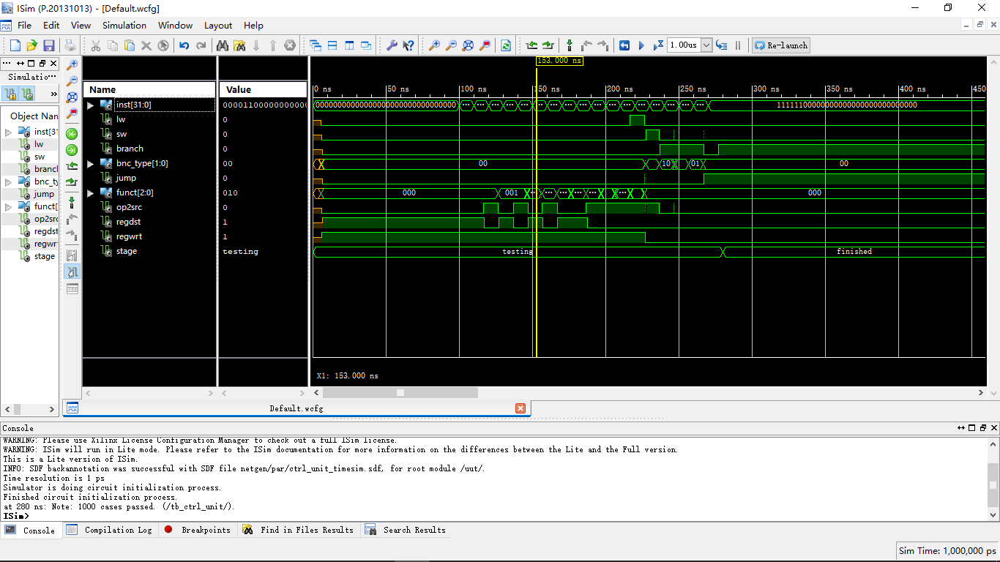 ISim (P.20131013) - [Default.wcfg]
File Edit View Simulation Window Layout Help
1.00us Re-launch
153.000 ns
Simulatio···
Name Value
0 ns 50 ns 100 ns 150 ns 200 ns 250 ns 300 ns 350 ns 400 ns 450
Object Nan
inst[31:0] 0000110000000000 00000000000000000000000000000000 11111100000000000000000000000000
lw 0
sw 0
branch 0
bnc_type[1:0] 00 00 10 01 00
jump 0
funct[2:0] 010 000 001 000
op2src 0
regdst 1
regwrt 1
stage testing testing finished
inst[31
lw
sw
branch
bnc_ty
jump
funct[
op2src
regdst
regwrt
stage
X1: 153.000 ns
Default.wcfg
Console
WARNING: Please use Xilinx License Configuration Manager to check out a full ISim license.
WARNING: ISim will run in Lite mode. Please refer to the ISim documentation for more information on the differences between the Lite and the Full version.
This is a Lite version of ISim.
INFO: SDF backannotation was successful with SDF file netgen/par/ctrl_unit_timesim.sdf, for root module /uut/.
Time resolution is 1 ps
Simulator is doing circuit initialization process.
Finished circuit initialization process.
at 280 ns: Note: 1000 cases passed. (/tb_ctrl_unit/).
ISim>
Console Compilation Log Breakpoints Find in Files Results Search Results
Sim Time: 1,000,000 ps